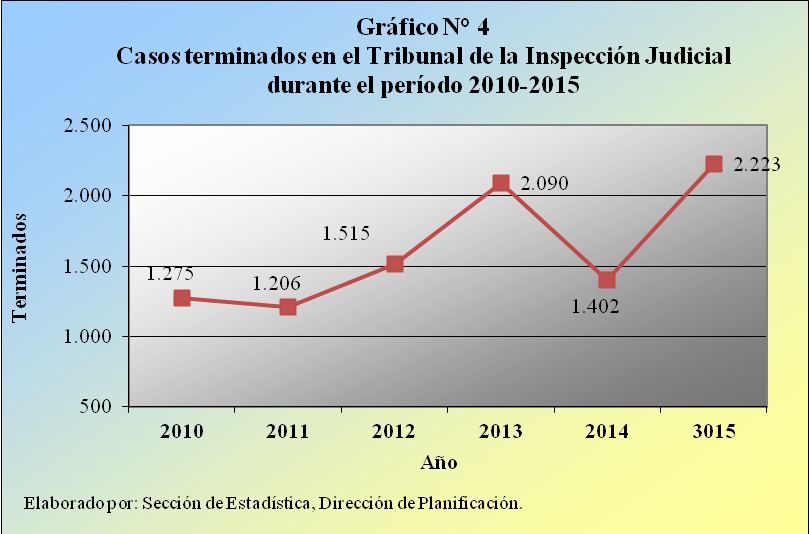 Gráfico N° 4
Casos terminados en el Tribunal de la Inspección Judicial
durante el período 2010-2015
2.500
2.000
1.500
1.000
500
Terminados
1.275
1.206
1.515
2.090
1.402
2.223
2010
2011
2012
2013
2014
3015
Año
Elaborado por: Sección de Estadística, Dirección de Planificación.